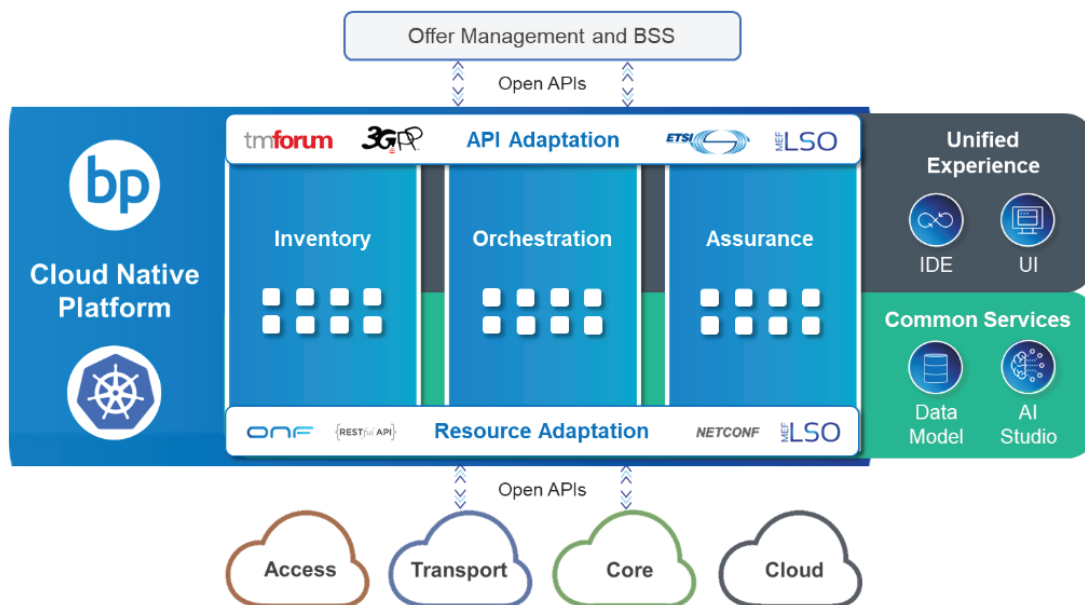 Offer Management and BSS
Open APIs
tmforum
3GPP
API Adaptation
ETSI
MEF LSO
bp
Cloud Native
Platform
Inventory
Orchestration
Assurance
Unified
Experience
IDE
UI
Common Services
Data
Model
AI
Studio
ONF
{RESTful API}
Resource Adaptation
NETCONF
MEF LSO
Open APIs
Access
Transport
Core
Cloud